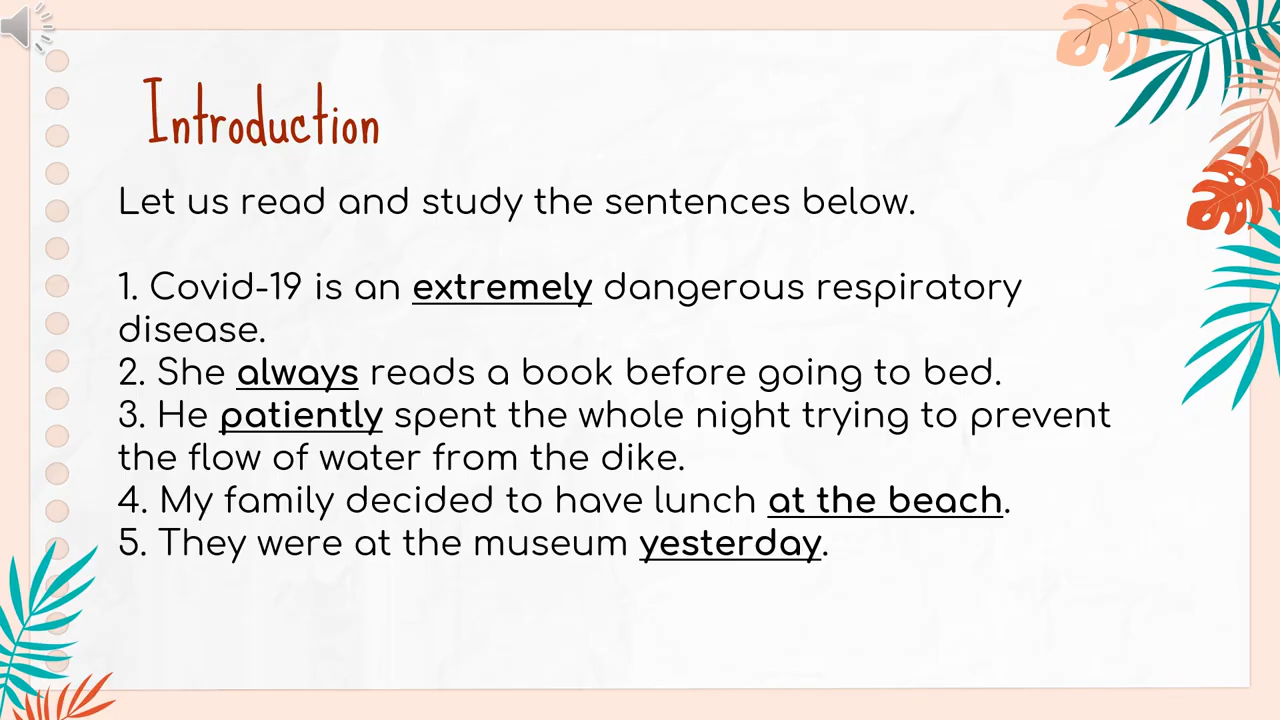 Introduction
Let us read and study the sentences below.
1. Covid-19 is an extremely dangerous respiratory
disease.
2. She always reads a book before going to bed.
3. He patiently spent the whole night trying to prevent
the flow of water from the dike.
4. My family decided to have lunch at the beach.
5. They were at the museum yesterday.